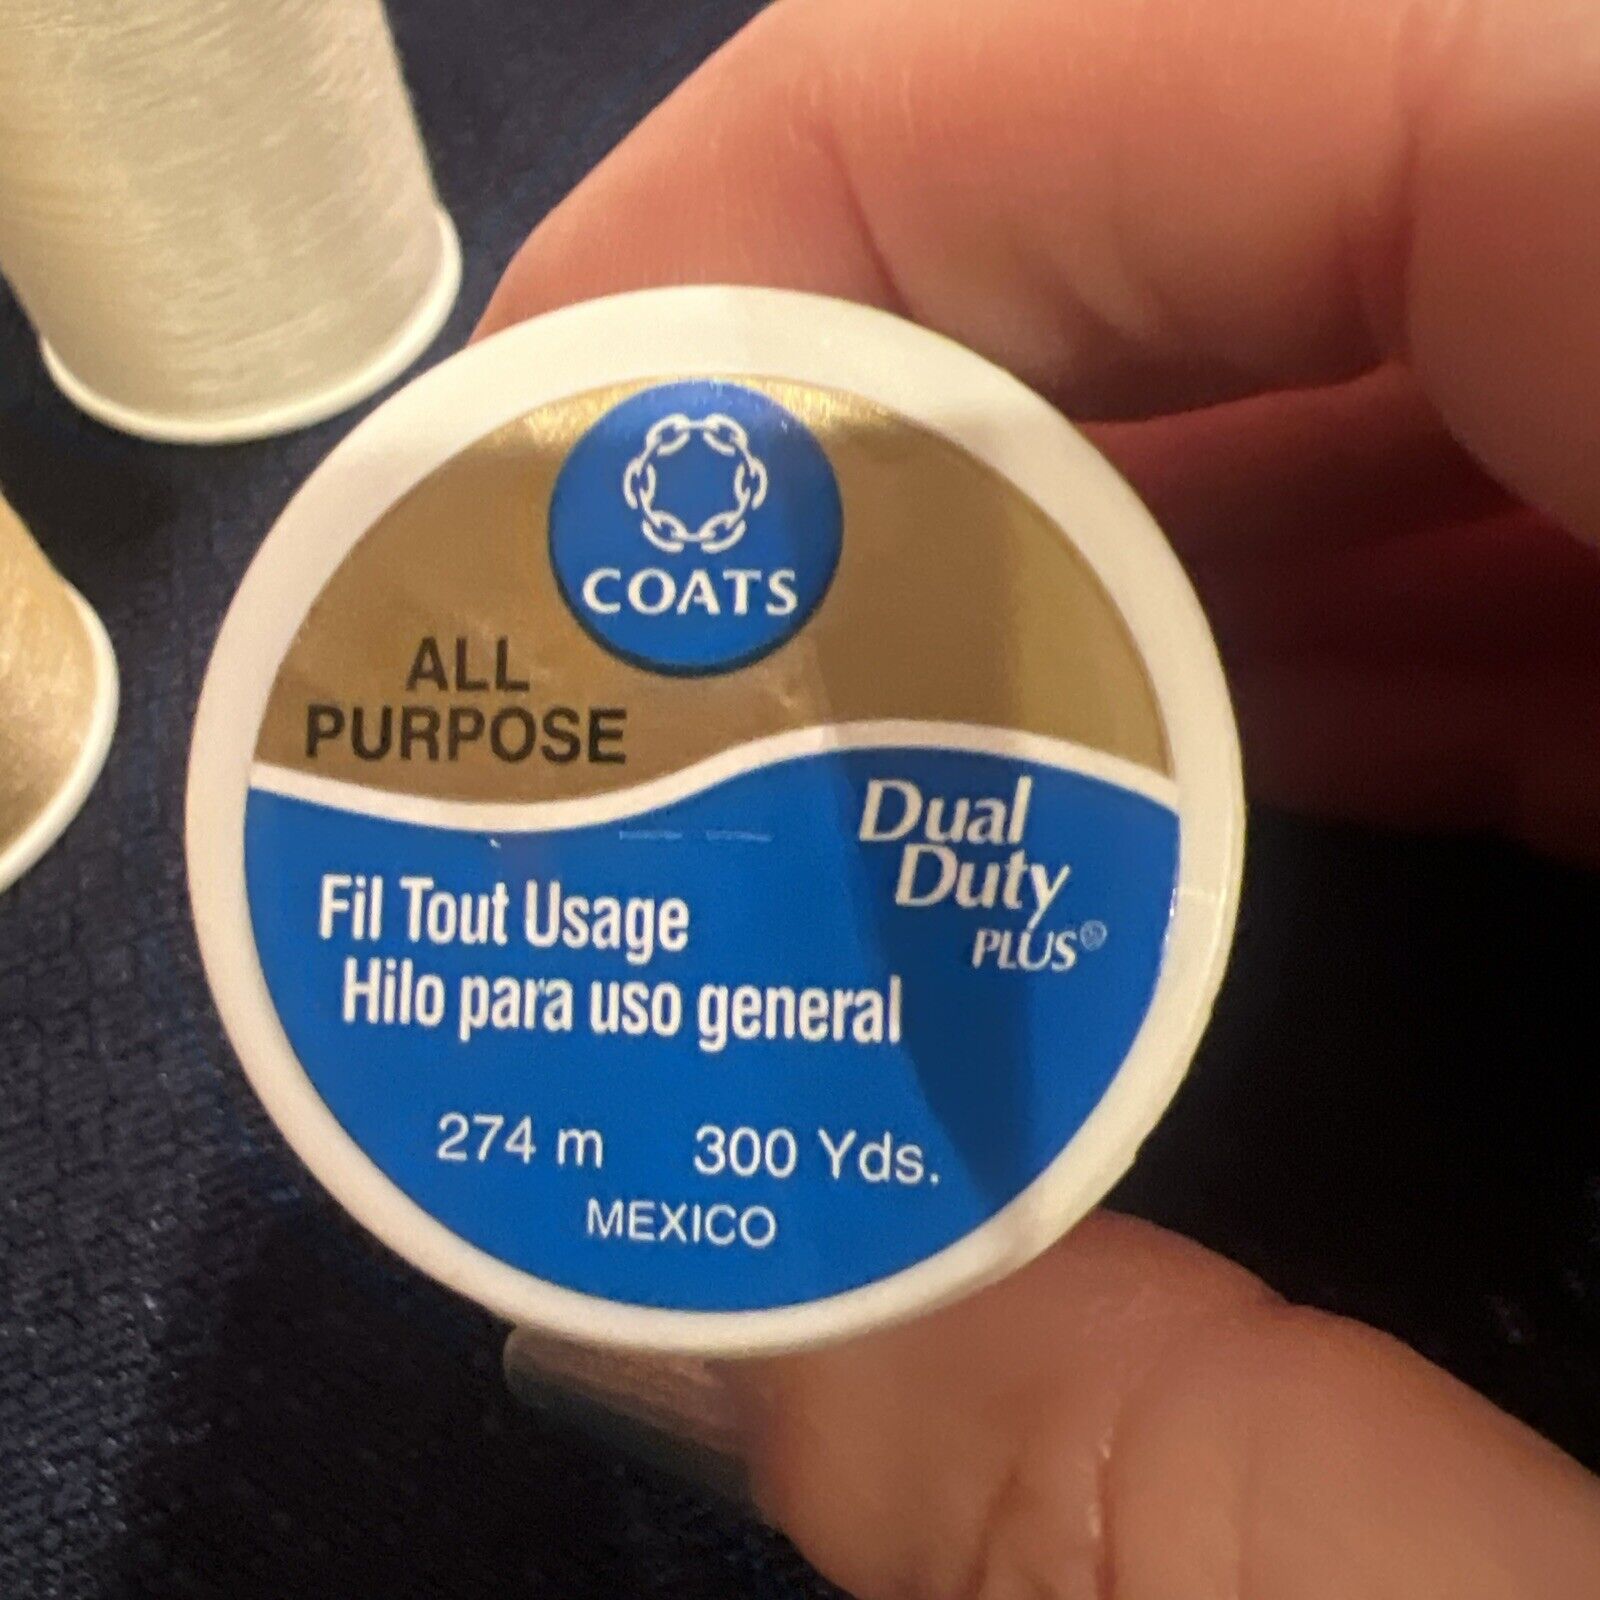 COATS
ALL
PURPOSE
Dual
Duty
PLUS®
Fil Tout Usage
Hilo para uso general
274 m 300 Yds.
MEXICO